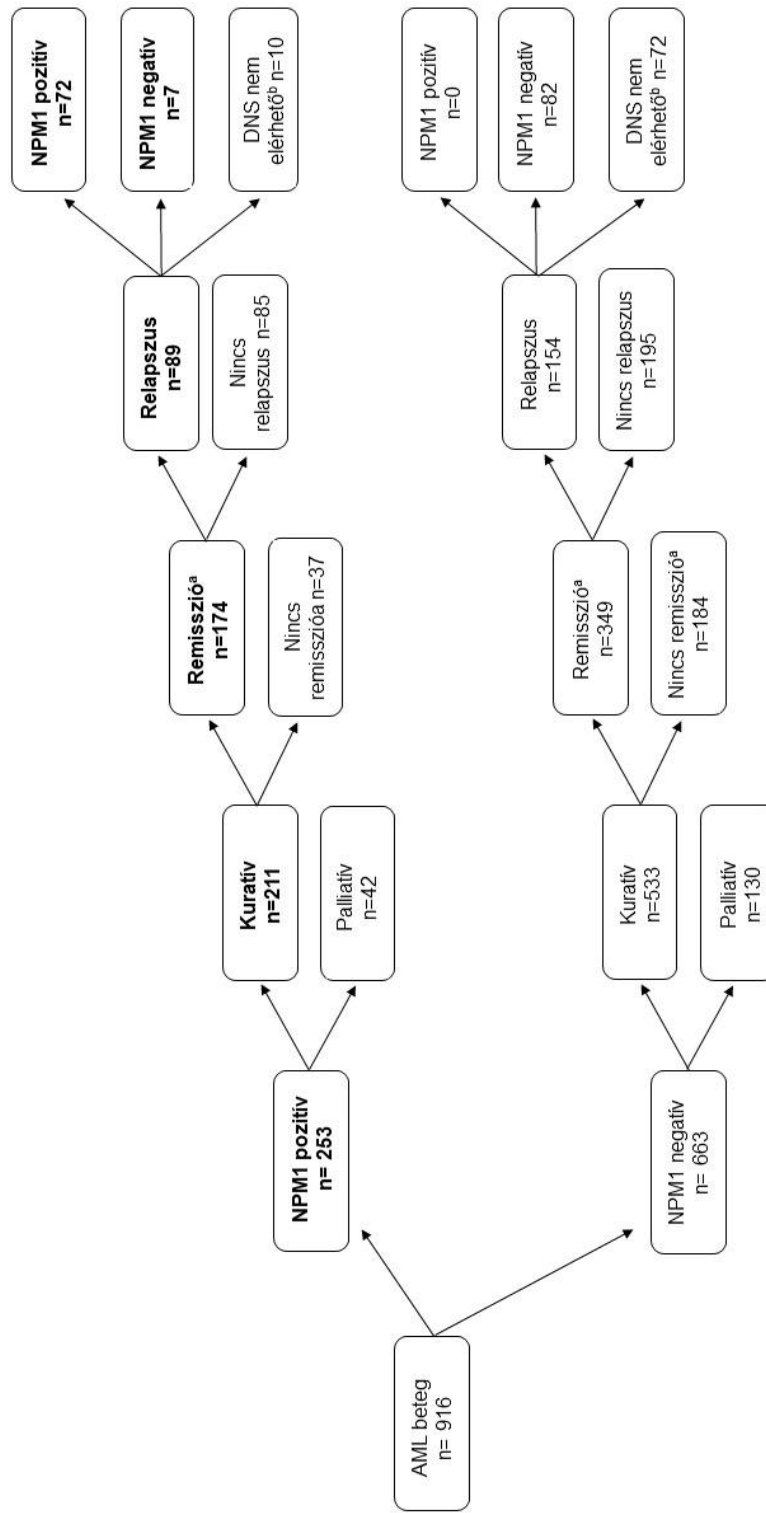 AML beteg
n= 916
NPM1 pozitív
n= 253
NPM1 negatív
n= 663
Kuratív
n=211
Palliatív
n=42
Kuratív
n=533
Palliatív
n=130
Remisszióᵃ
n=174
Nincs
remisszióa n=37
Remisszióᵃ
n=349
Nincs remisszióᵃ
n=184
Relapszus
n=89
Nincs
relapszus n=85
Relapszus
n=154
Nincs relapszus
n=195
NPM1 pozitív
n=72
NPM1 negatív
n=7
DNS nem
elérhetőᵇ n=10
NPM1 pozitív
n=0
NPM1 negatív
n=82
DNS nem
elérhetőᵇ n=72